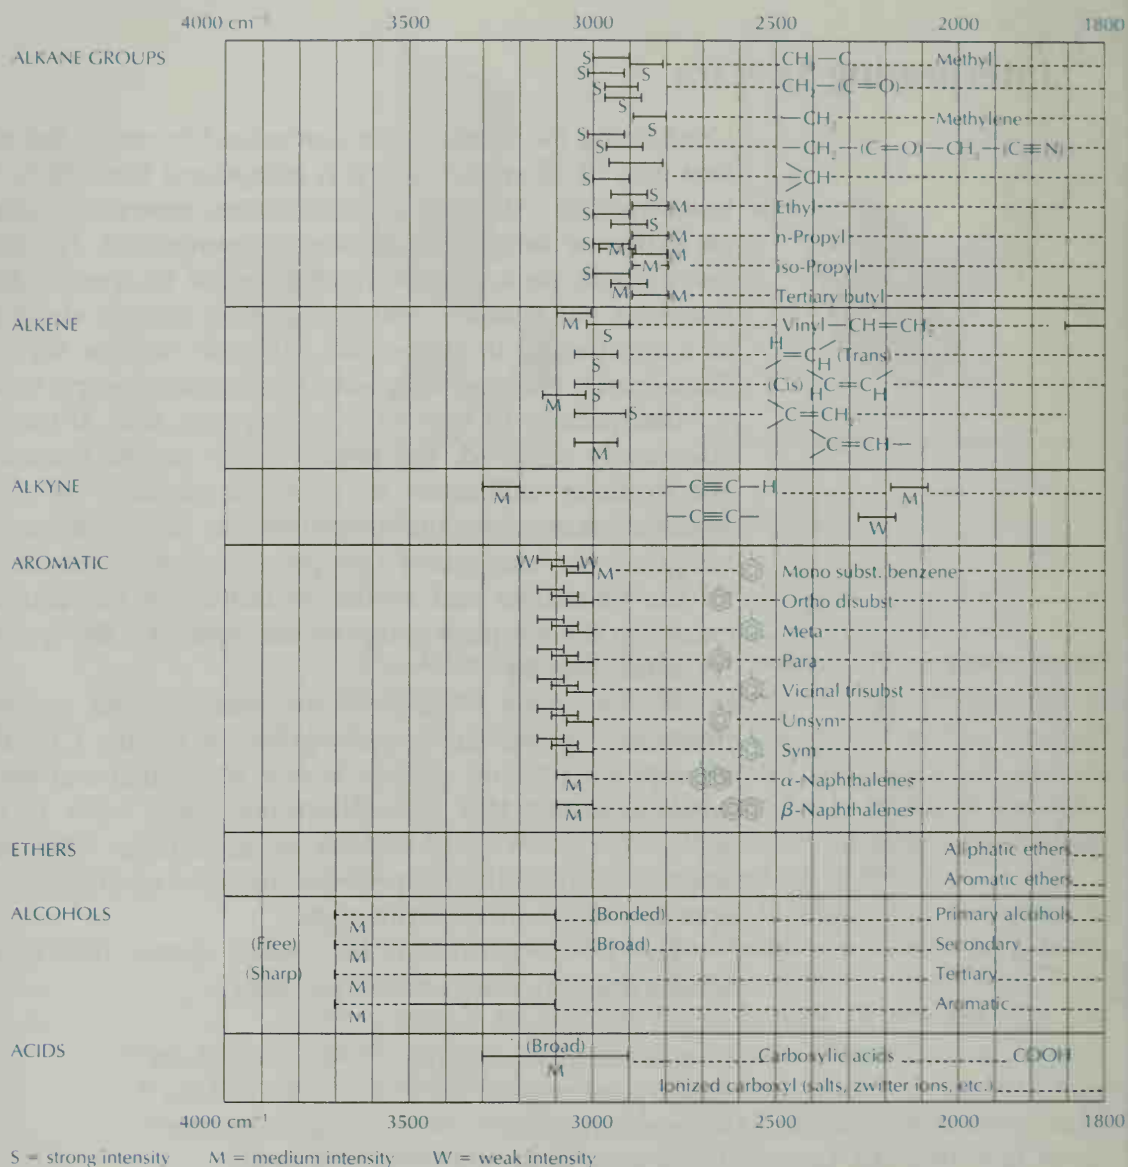 4000 cm⁻¹ 3500 3000 2500 2000 1800
ALKANE GROUPS S S CH₃—C Methyl
S S CH₃—(C=O)
S
S —CH₂— Methylene
S S —CH₂—(C=O)—CH₂—(C≡N)
S CH
S M Ethyl
S S M n-Propyl
S M M M iso-Propyl
S M M Tertiary butyl
ALKENE M S Vinyl—CH=CH₂
S H C=C H (Trans)
M S (Cis) C=C H H
S C=CH₂
M C=CH—
ALKYNE M —C≡C—H M
—C≡C— W
AROMATIC W W M Mono subst. benzene
Ortho disubst
Meta
Para
Vicinal trisubst
Unsym
Sym
M α-Naphthalenes
M β-Naphthalenes
ETHERS Aliphatic ethers
Aromatic ethers
ALCOHOLS M (Bonded) Primary alcohols
(Free) M (Broad) Secondary
(Sharp) M Tertiary
M Aromatic
ACIDS (Broad) M Carboxylic acids COOH
Ionized carboxyl (salts, zwitter ions, etc.)
4000 cm⁻¹ 3500 3000 2500 2000 1800
S = strong intensity M = medium intensity W = weak intensity